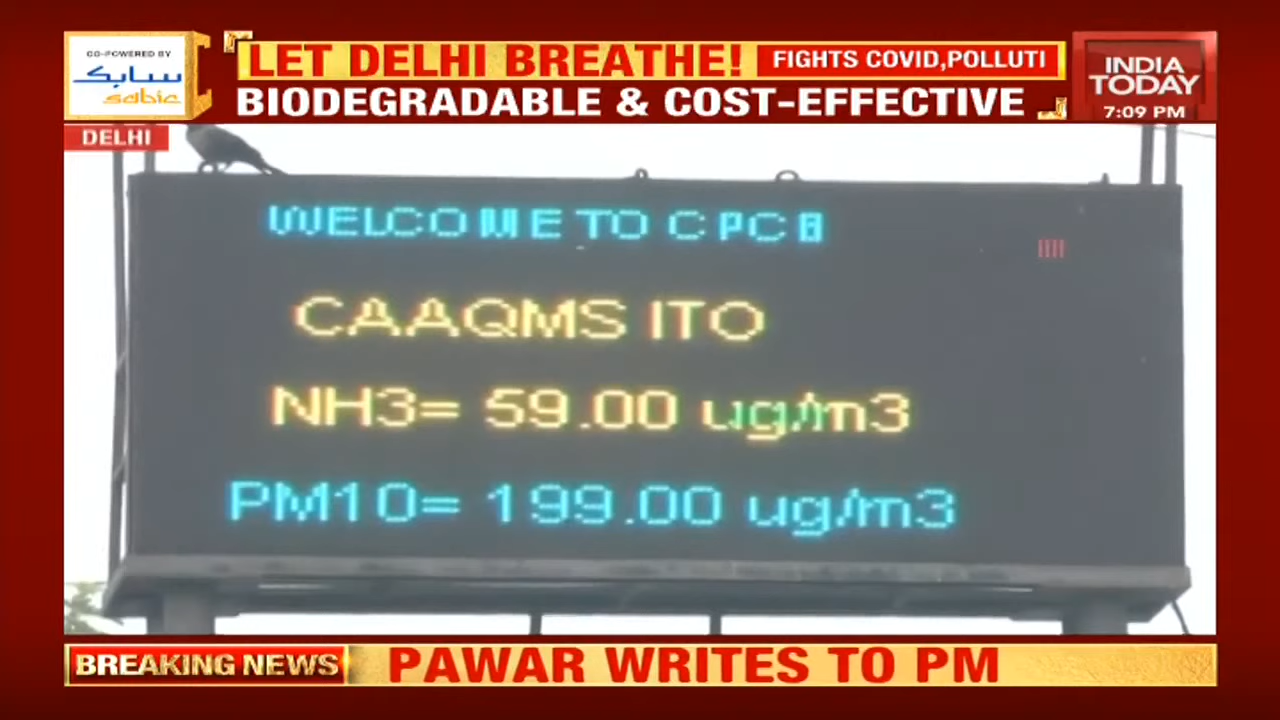 CO-POWERED BY
سابك
sabic
LET DELHI BREATHE!
FIGHTS COVID,POLLUTI
BIODEGRADABLE & COST-EFFECTIVE
INDIA
TODAY
7:09 PM
DELHI
WELCOME TO CPCB
CAAQMS ITO
NH3= 59.00 ug/m3
PM10= 199.00 ug/m3
BREAKING NEWS
PAWAR WRITES TO PM